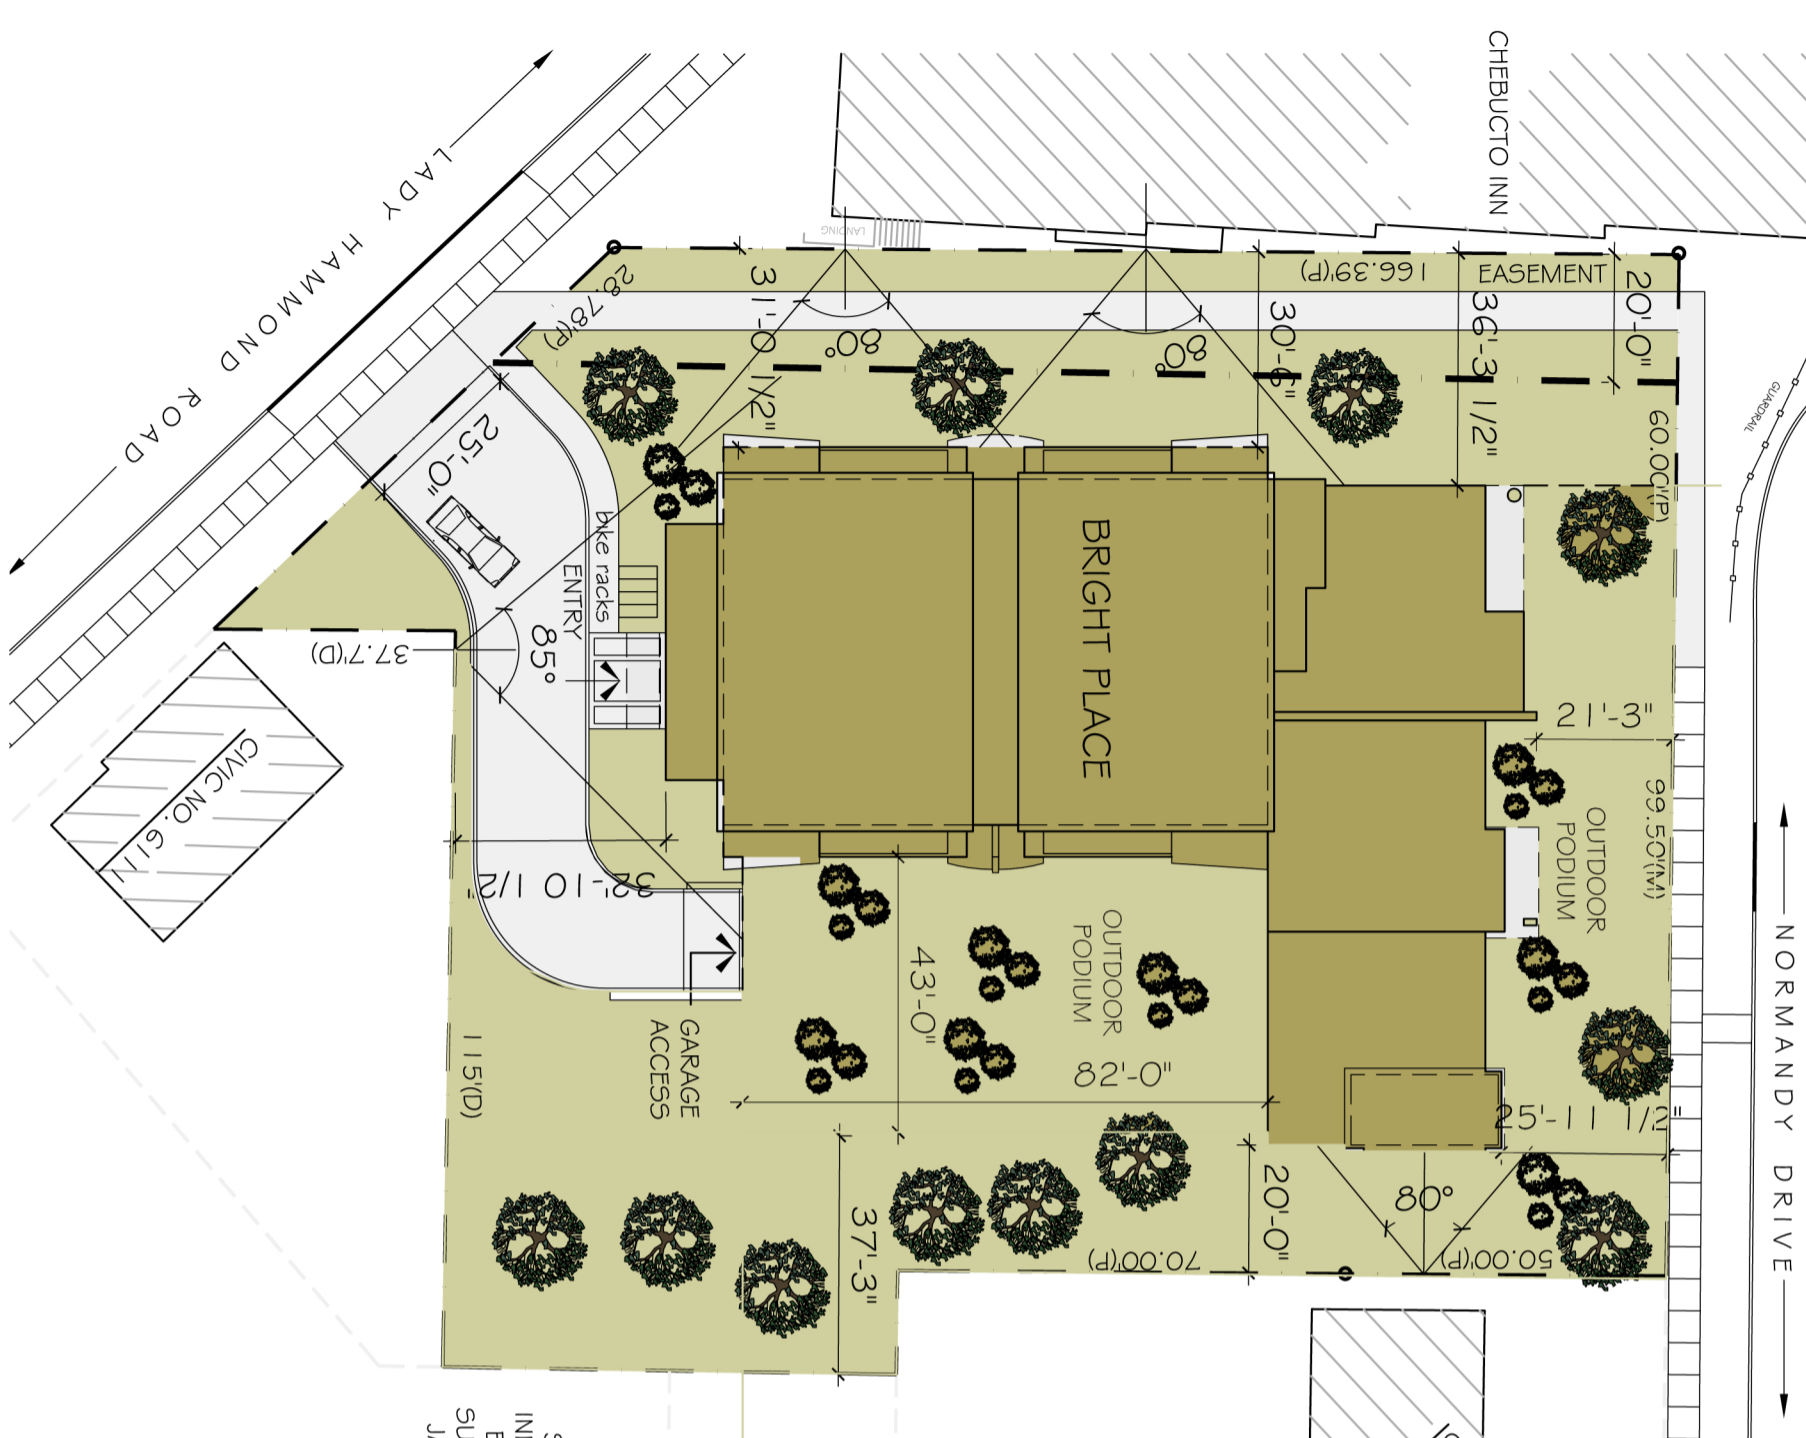 CHEBUCTO INN
LADY HAMMOND ROAD
LANDING
166.39'(P)
EASEMENT
20'-0"
28.78'(P)
31'-0 1/2"
80°
80°
30'-6"
36'-3 1/2"
60.00'(P)
GUARDRAIL
25'-0"
bike racks
ENTRY
85°
37.7'(D)
BRIGHT PLACE
CIVIC NO. 6111
21'-3"
99.50'(M)
OUTDOOR
PODIUM
32'-10 1/2"
43'-0"
OUTDOOR
PODIUM
82'-0"
GARAGE
ACCESS
115'(D)
NORMANDY DRIVE
25'-11 1/2"
37'-3"
20'-0"
80°
70.00'(P)
50.00'(P)